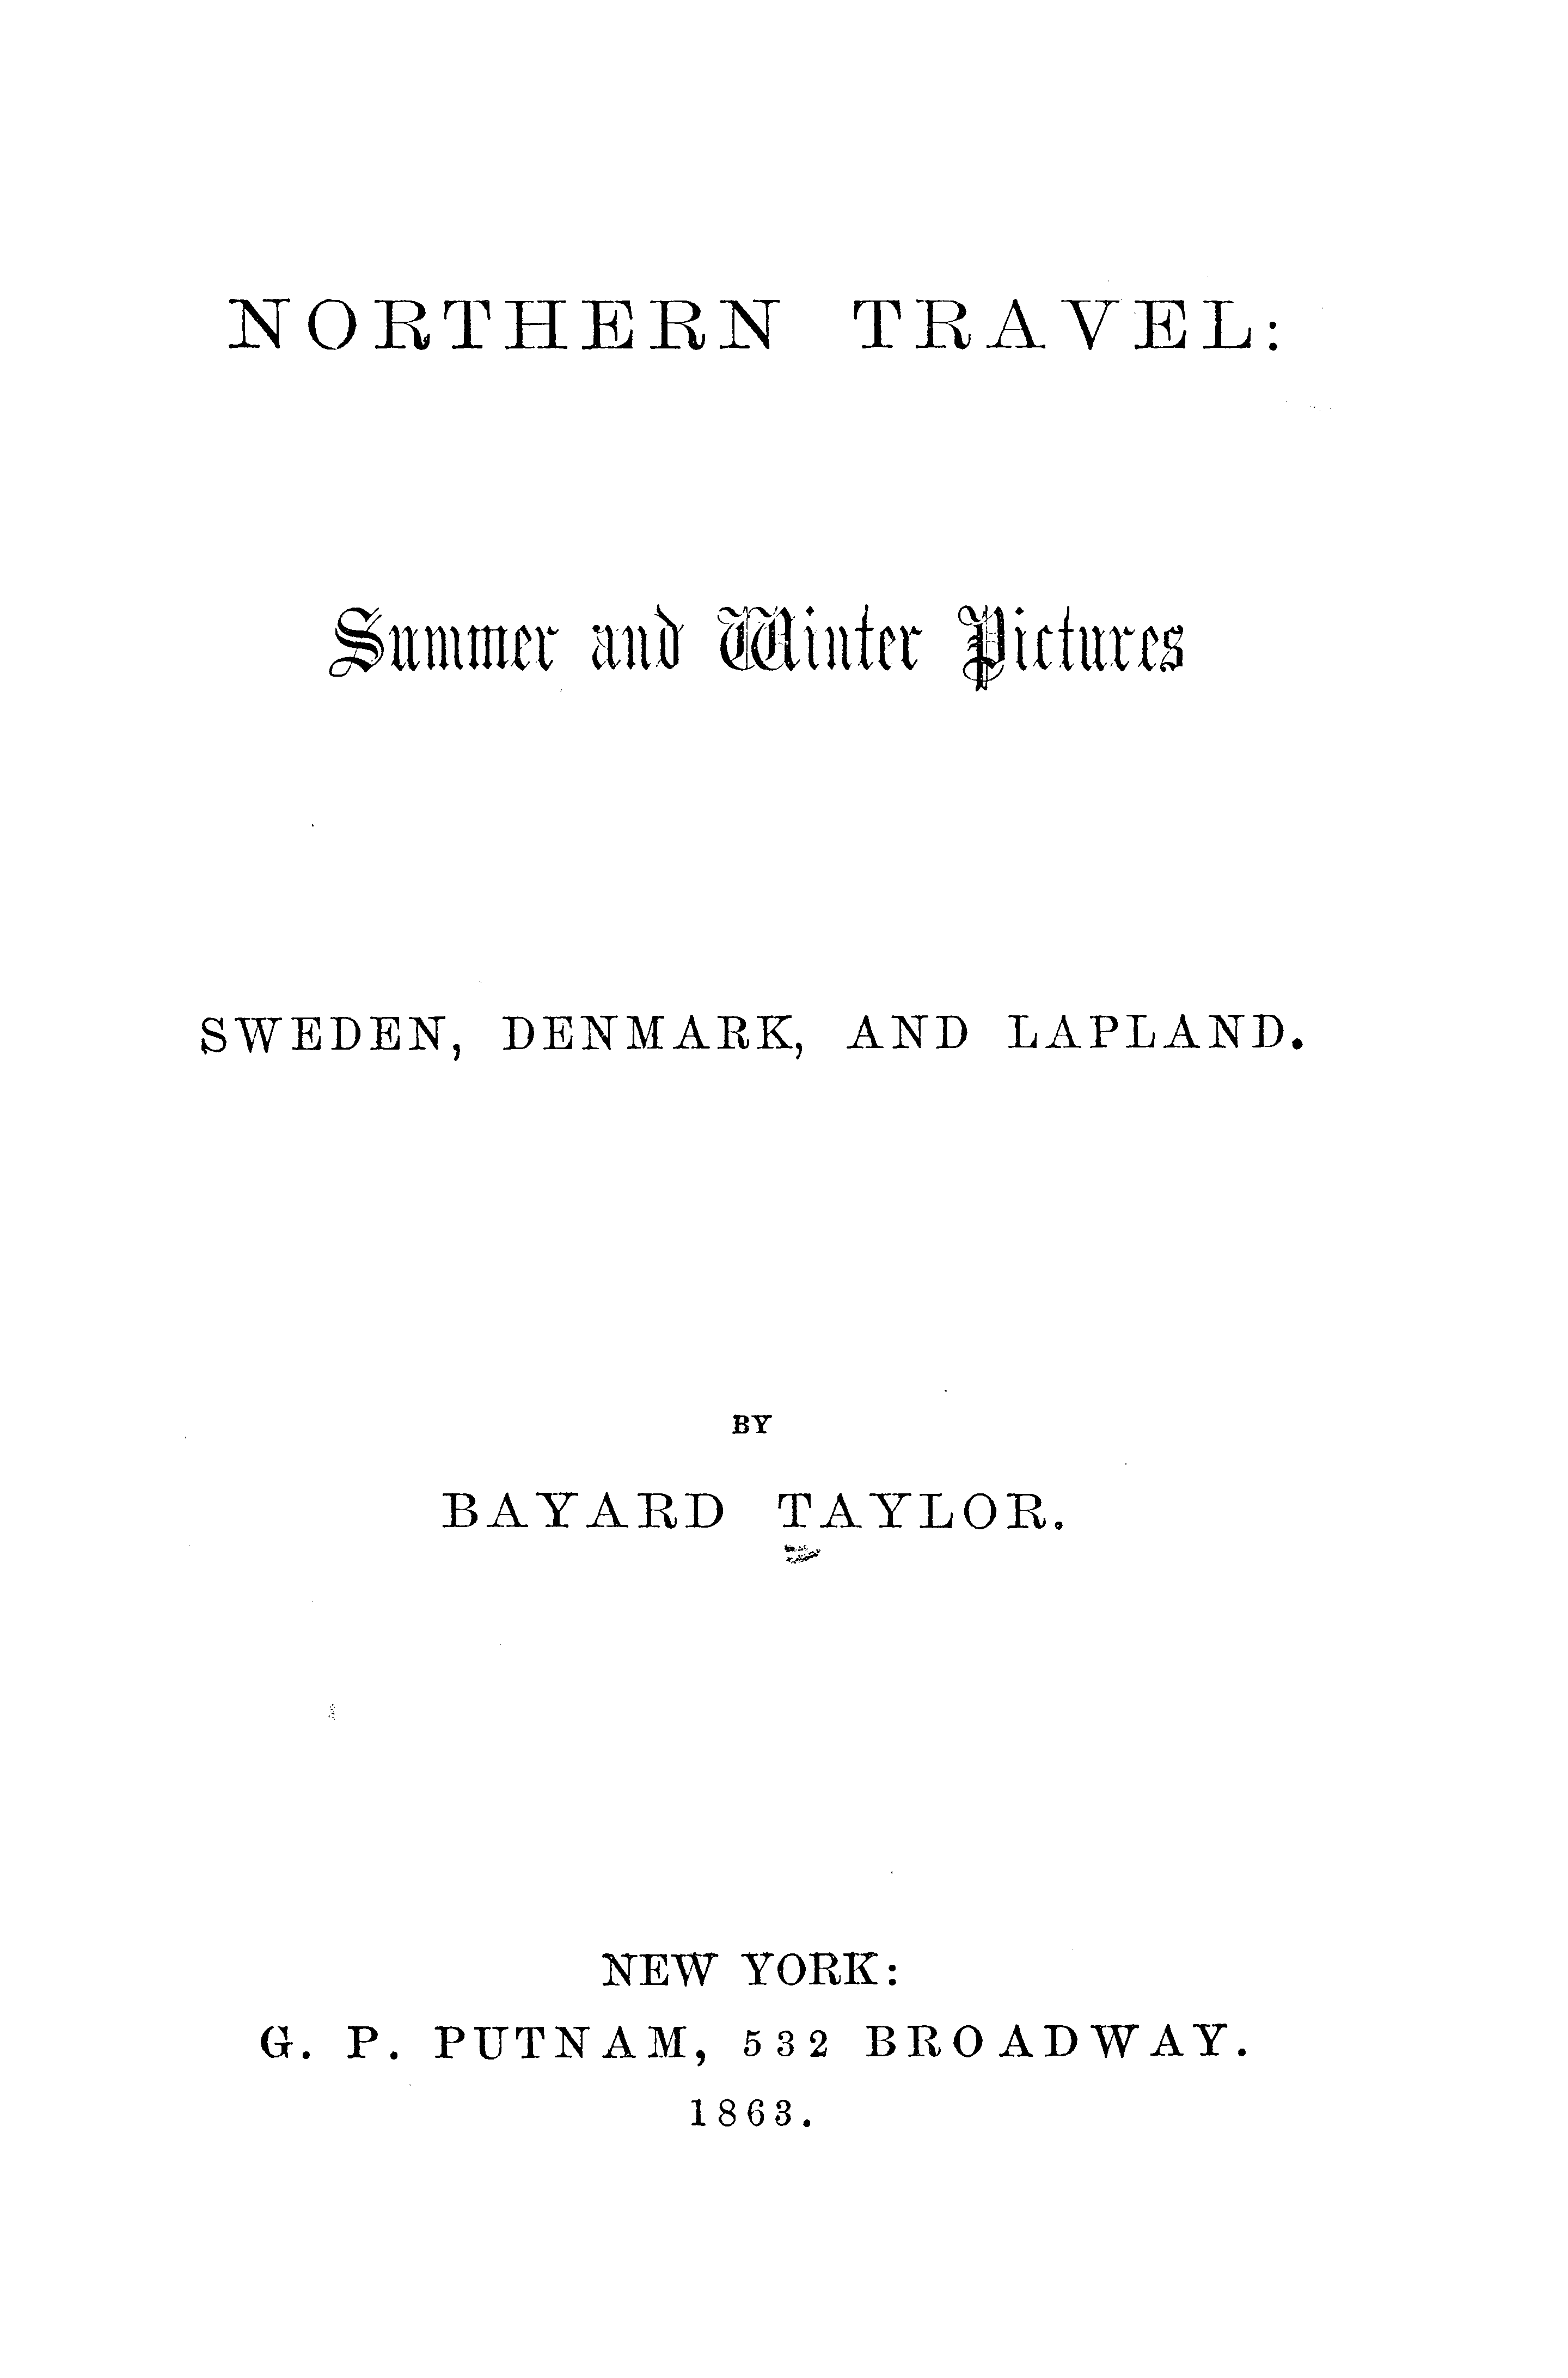 NORTHERN TRAVEL:
Summer and Winter Pictures
SWEDEN, DENMARK, AND LAPLAND.
BY
BAYARD TAYLOR.
NEW YORK:
G. P. PUTNAM, 532 BROADWAY.
1863.